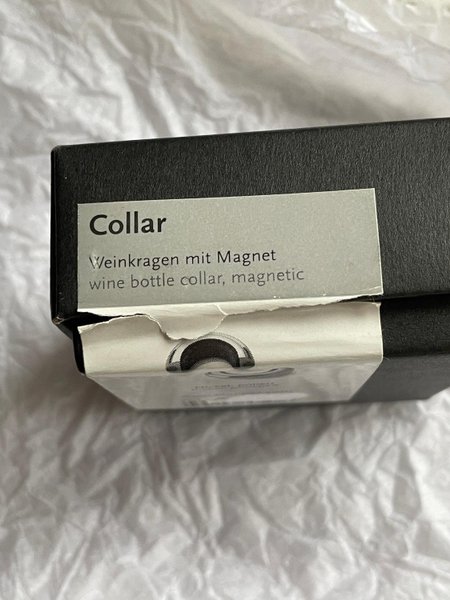 Collar
Weinkragen mit Magnet
wine bottle collar, magnetic